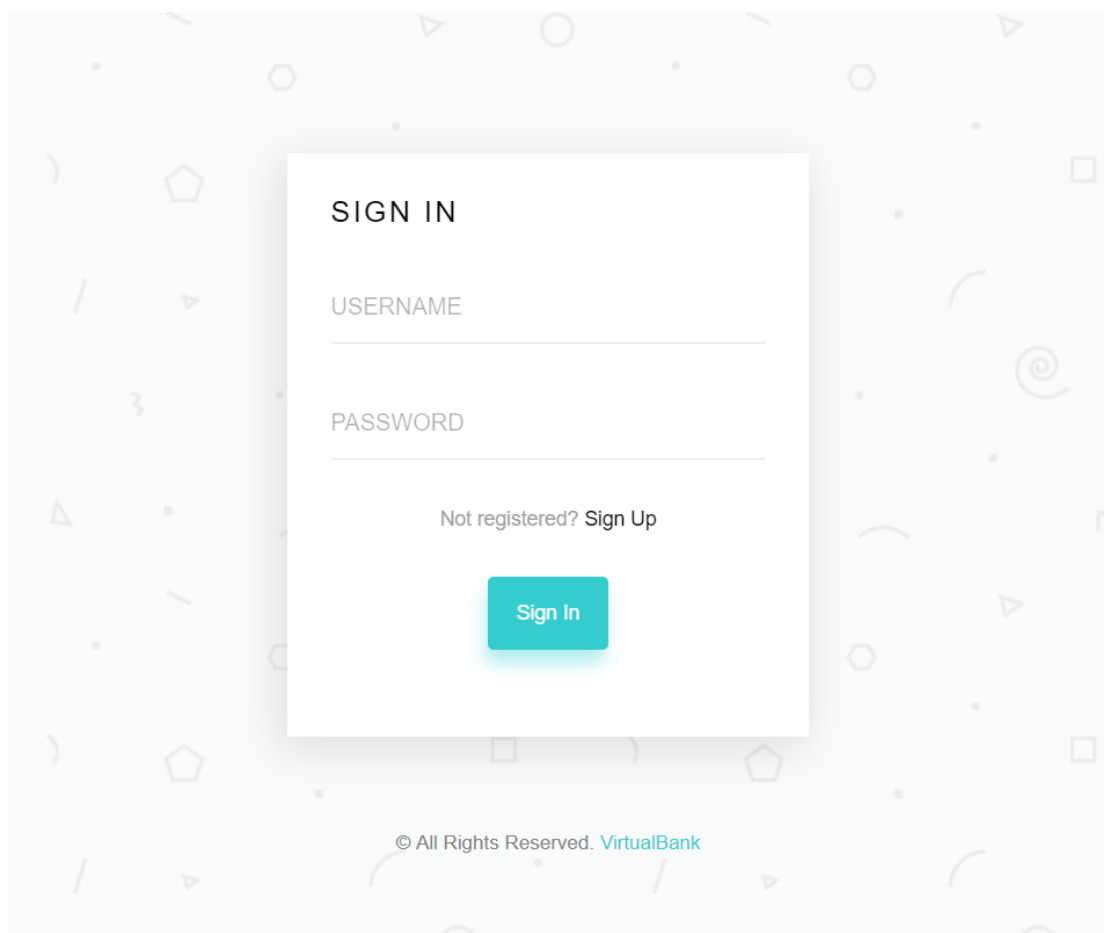 SIGN IN
USERNAME
PASSWORD
Not registered? Sign Up
Sign In
© All Rights Reserved. VirtualBank